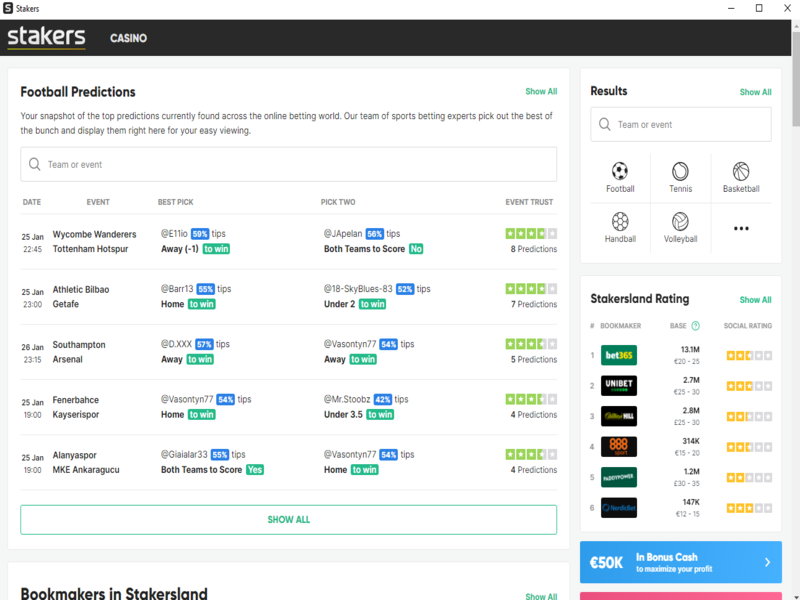 Stakers
stakers CASINO
Football Predictions Show All
Your snapshot of the top predictions currently found across the online betting world. Our team of sports betting experts pick out the best of
the bunch and display them right here for your easy viewing.
Team or event
DATE EVENT BEST PICK PICK TWO EVENT TRUST
25 Jan Wycombe Wanderers @E11io 59% tips @JApelan 56% tips
22:45 Tottenham Hotspur Away (-1) to win Both Teams to Score No 8 Predictions
25 Jan Athletic Bilbao @Barr13 55% tips @18-SkyBlues-83 52% tips
23:00 Getafe Home to win Under 2 to win 7 Predictions
26 Jan Southampton @D.XXX 57% tips @Vasontyn77 54% tips
23:15 Arsenal Away to win Away to win 5 Predictions
25 Jan Fenerbahce @Vasontyn77 54% tips @Mr.Stoobz 42% tips
19:00 Kayserispor Home to win Under 3.5 to win 4 Predictions
25 Jan Alanyaspor @Giaialar33 55% tips @Vasontyn77 54% tips
19:00 MKE Ankaragucu Both Teams to Score Yes Home to win 4 Predictions
SHOW ALL
Bookmakers in Stakersland Show All
Results Show All
Team or event
Football Tennis Basketball
Handball Volleyball
Stakersland Rating Show All
# BOOKMAKER BASE ? SOCIAL RATING
1 bet365 13.1M
€20 - 25
2 UNIBET 2.7M
€25 - 30
3 William HILL 2.8M
£25 - 30
4 888 sport 314K
€15 - 20
5 PADDYPOWER 1.2M
€30 - 35
6 NordicBet 147K
€12 - 15
€50K In Bonus Cash
to maximize your profit